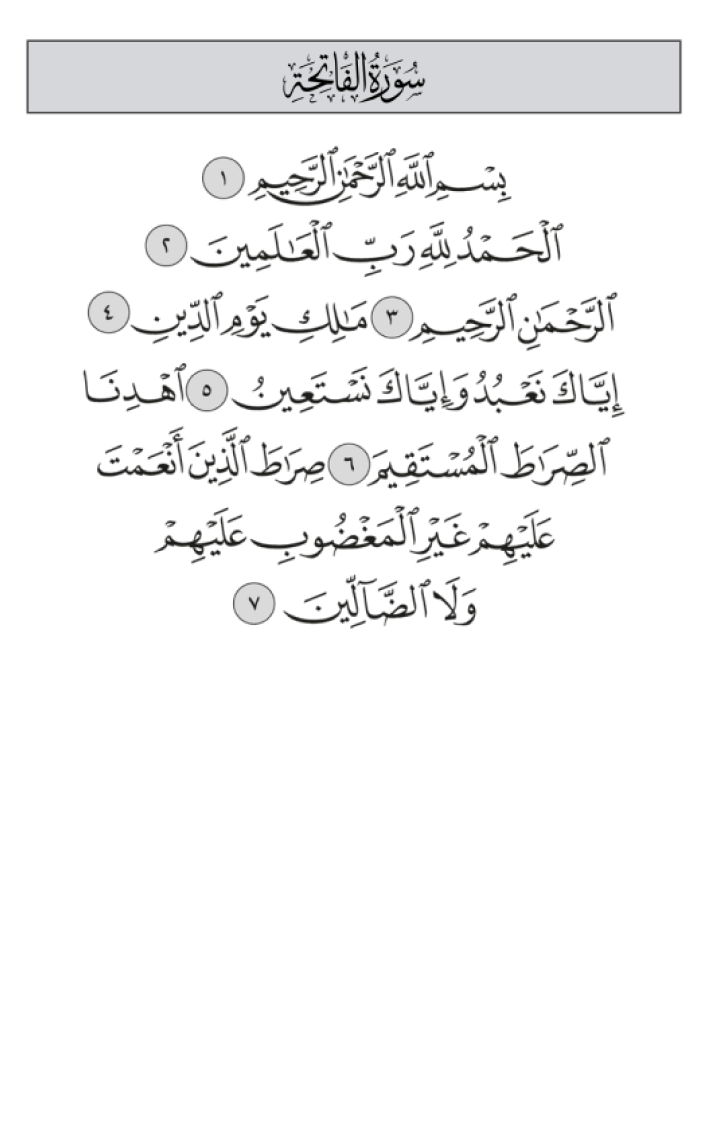 سُورَةُ الفَاتِحَةِ
بِسْمِ ٱللَّهِ ٱلرَّحْمَٰنِ ٱلرَّحِيمِ ١
ٱلْحَمْدُ لِلَّهِ رَبِّ ٱلْعَٰلَمِينَ ٢
ٱلرَّحْمَٰنِ ٱلرَّحِيمِ ٣ مَٰلِكِ يَوْمِ ٱلدِّينِ ٤
إِيَّاكَ نَعْبُدُ وَإِيَّاكَ نَسْتَعِينُ ٥ ٱهْدِنَا
ٱلصِّرَٰطَ ٱلْمُسْتَقِيمَ ٦ صِرَٰطَ ٱلَّذِينَ أَنْعَمْتَ
عَلَيْهِمْ غَيْرِ ٱلْمَغْضُوبِ عَلَيْهِمْ
وَلَا ٱلضَّآلِّينَ ٧